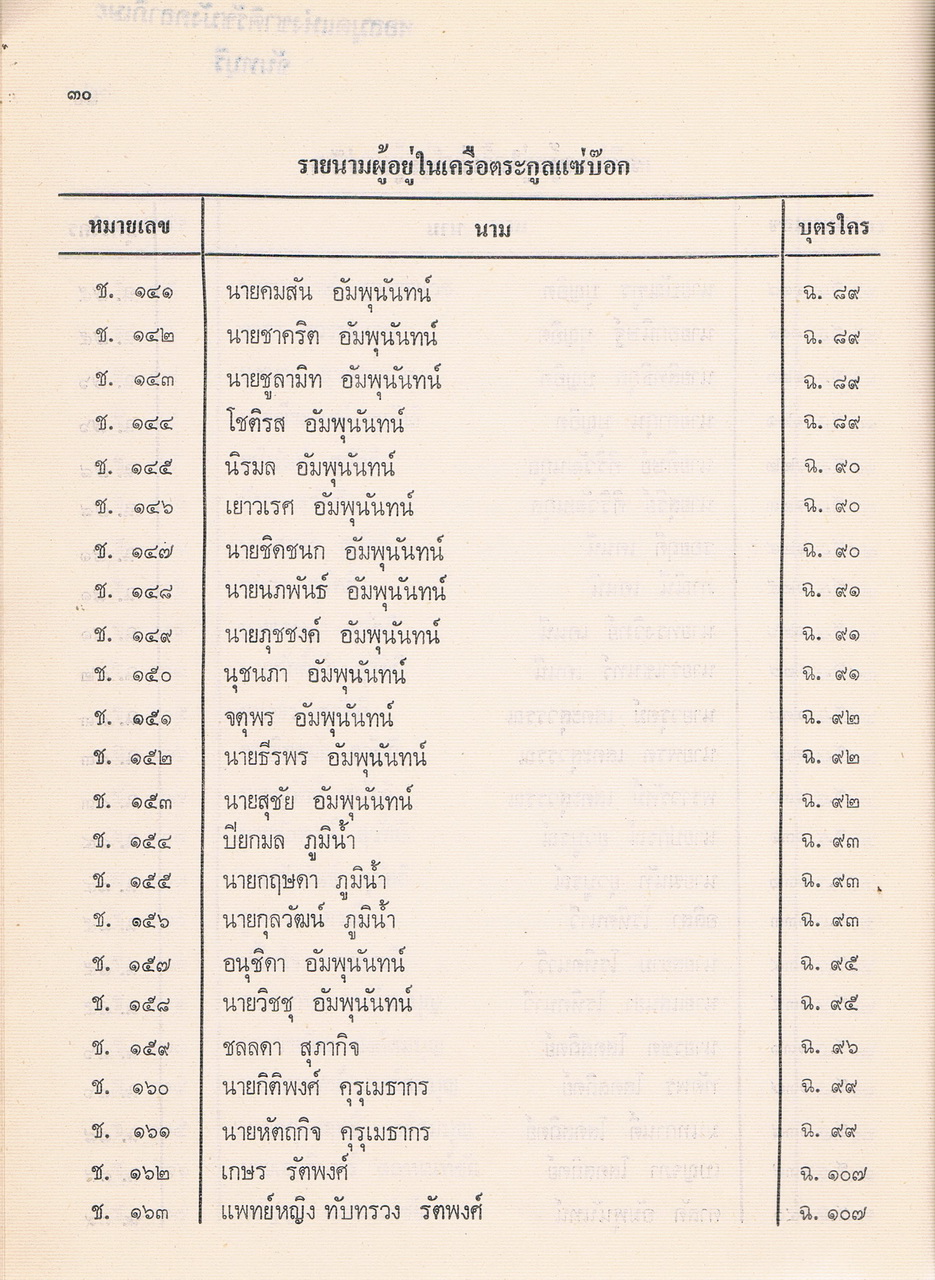 ๓๐
รายนามผู้อยู่ในเครือตระกูลแซ่บ๊อก
หมายเลข นาม บุตรใคร
ช. ๑๔๑ นายคมสัน อัมพุนันทน์ ฉ. ๘๙
ช. ๑๔๒ นายชาคริต อัมพุนันทน์ ฉ. ๘๙
ช. ๑๔๓ นายชูลามิท อัมพุนันทน์ ฉ. ๘๙
ช. ๑๔๔ โชติรส อัมพุนันทน์ ฉ. ๘๙
ช. ๑๔๕ นิรมล อัมพุนันทน์ ฉ. ๙๐
ช. ๑๔๖ เยาวเรศ อัมพุนันทน์ ฉ. ๙๐
ช. ๑๔๗ นายชิดชนก อัมพุนันทน์ ฉ. ๙๐
ช. ๑๔๘ นายนภพันธ์ อัมพุนันทน์ ฉ. ๙๑
ช. ๑๔๙ นายภุชชงค์ อัมพุนันทน์ ฉ. ๙๑
ช. ๑๕๐ นุชนภา อัมพุนันทน์ ฉ. ๙๑
ช. ๑๕๑ จตุพร อัมพุนันทน์ ฉ. ๙๒
ช. ๑๕๒ นายธีรพร อัมพุนันทน์ ฉ. ๙๒
ช. ๑๕๓ นายสุชัย อัมพุนันทน์ ฉ. ๙๒
ช. ๑๕๔ ปิยกมล ภูมิน้ำ ฉ. ๙๓
ช. ๑๕๕ นายกฤษดา ภูมิน้ำ ฉ. ๙๓
ช. ๑๕๖ นายกุลวัฒน์ ภูมิน้ำ ฉ. ๙๓
ช. ๑๕๗ อนุชิดา อัมพุนันทน์ ฉ. ๙๕
ช. ๑๕๘ นายวิชชุ อัมพุนันทน์ ฉ. ๙๕
ช. ๑๕๙ ชลลดา สุภากิจ ฉ. ๙๖
ช. ๑๖๐ นายกิติพงศ์ คุรุเมธากร ฉ. ๙๙
ช. ๑๖๑ นายหัตถกิจ คุรุเมธากร ฉ. ๙๙
ช. ๑๖๒ เกษร รัตพงศ์ ฉ. ๑๐๗
ช. ๑๖๓ แพทย์หญิง ทับทรวง รัตพงศ์ ฉ. ๑๐๗